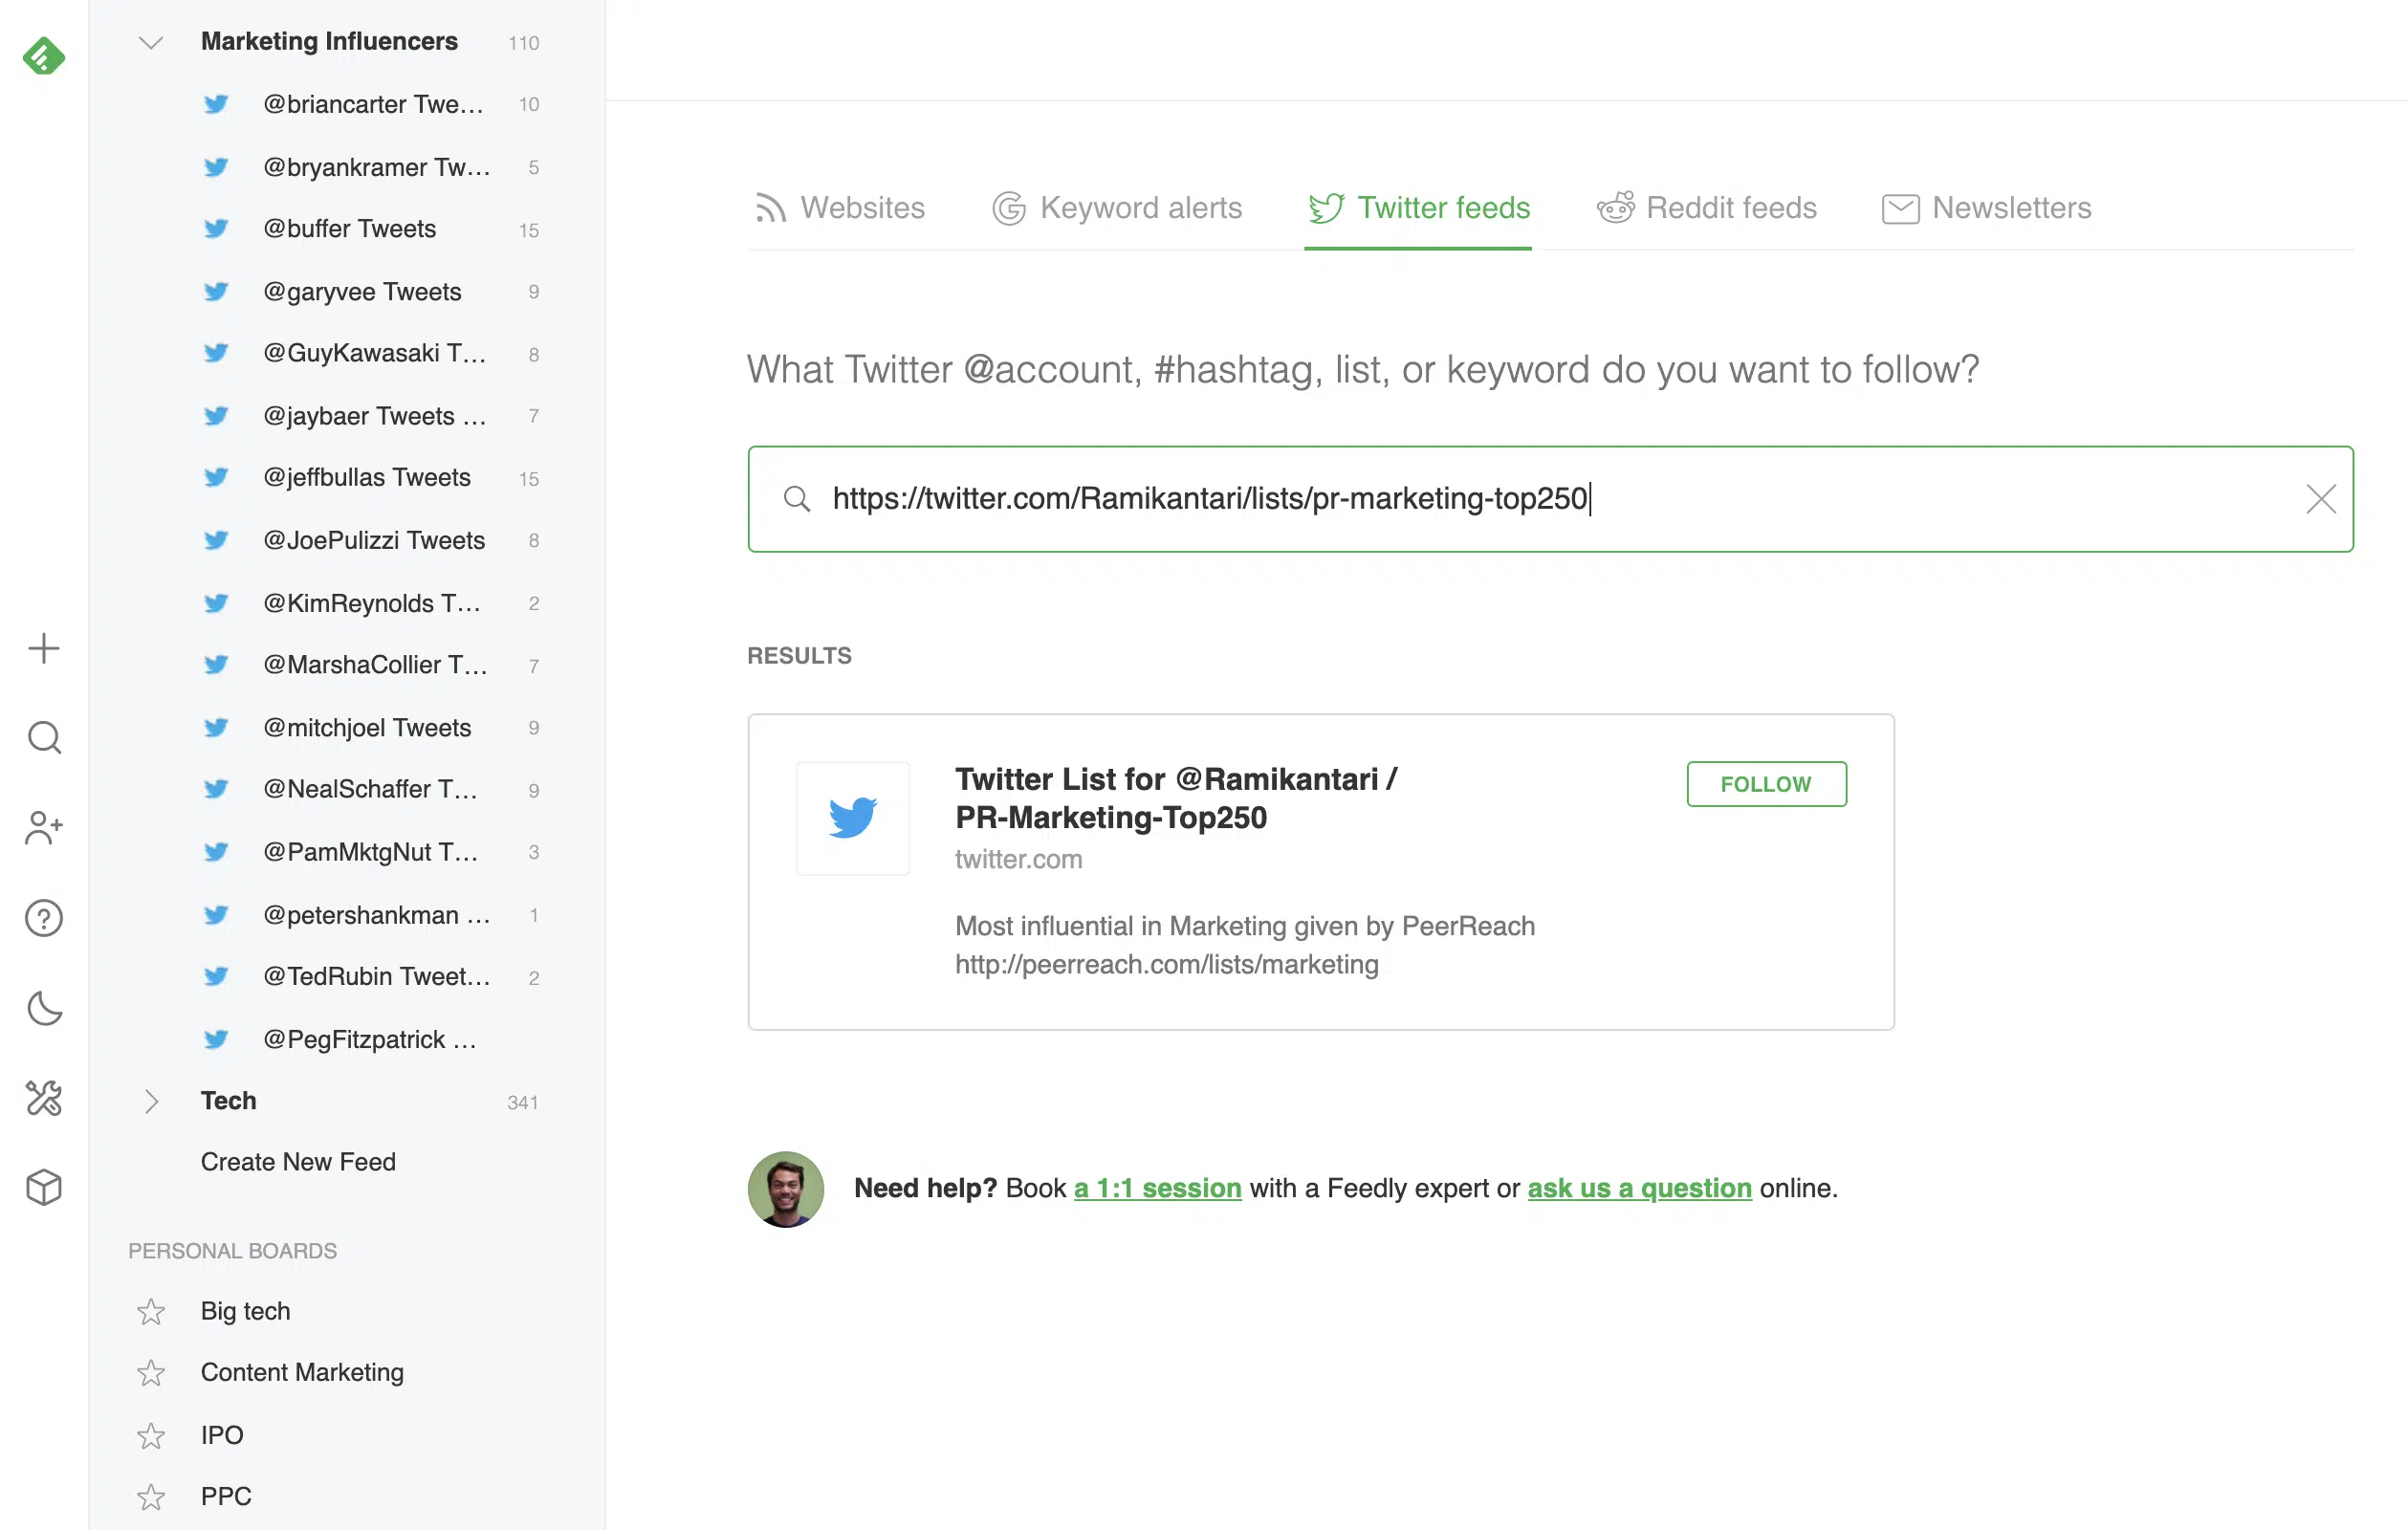 Marketing Influencers 110
@briancarter Twe... 10
@bryankramer Tw... 5
@buffer Tweets 15
@garyvee Tweets 9
@GuyKawasaki T... 8
@jaybaer Tweets ... 7
@jeffbullas Tweets 15
@JoePulizzi Tweets 8
@KimReynolds T... 2
@MarshaCollier T... 7
@mitchjoel Tweets 9
@NealSchaffer T... 9
@PamMktgNut T... 3
@petershankman ... 1
@TedRubin Tweet... 2
@PegFitzpatrick ...
Tech 341
Create New Feed
PERSONAL BOARDS
Big tech
Content Marketing
IPO
PPC
Websites Keyword alerts Twitter feeds Reddit feeds Newsletters
What Twitter @account, #hashtag, list, or keyword do you want to follow?
https://twitter.com/Ramikantari/lists/pr-marketing-top250
RESULTS
Twitter List for @Ramikantari /
PR-Marketing-Top250
FOLLOW
twitter.com
Most influential in Marketing given by PeerReach
http://peerreach.com/lists/marketing
Need help? Book a 1:1 session with a Feedly expert or ask us a question online.